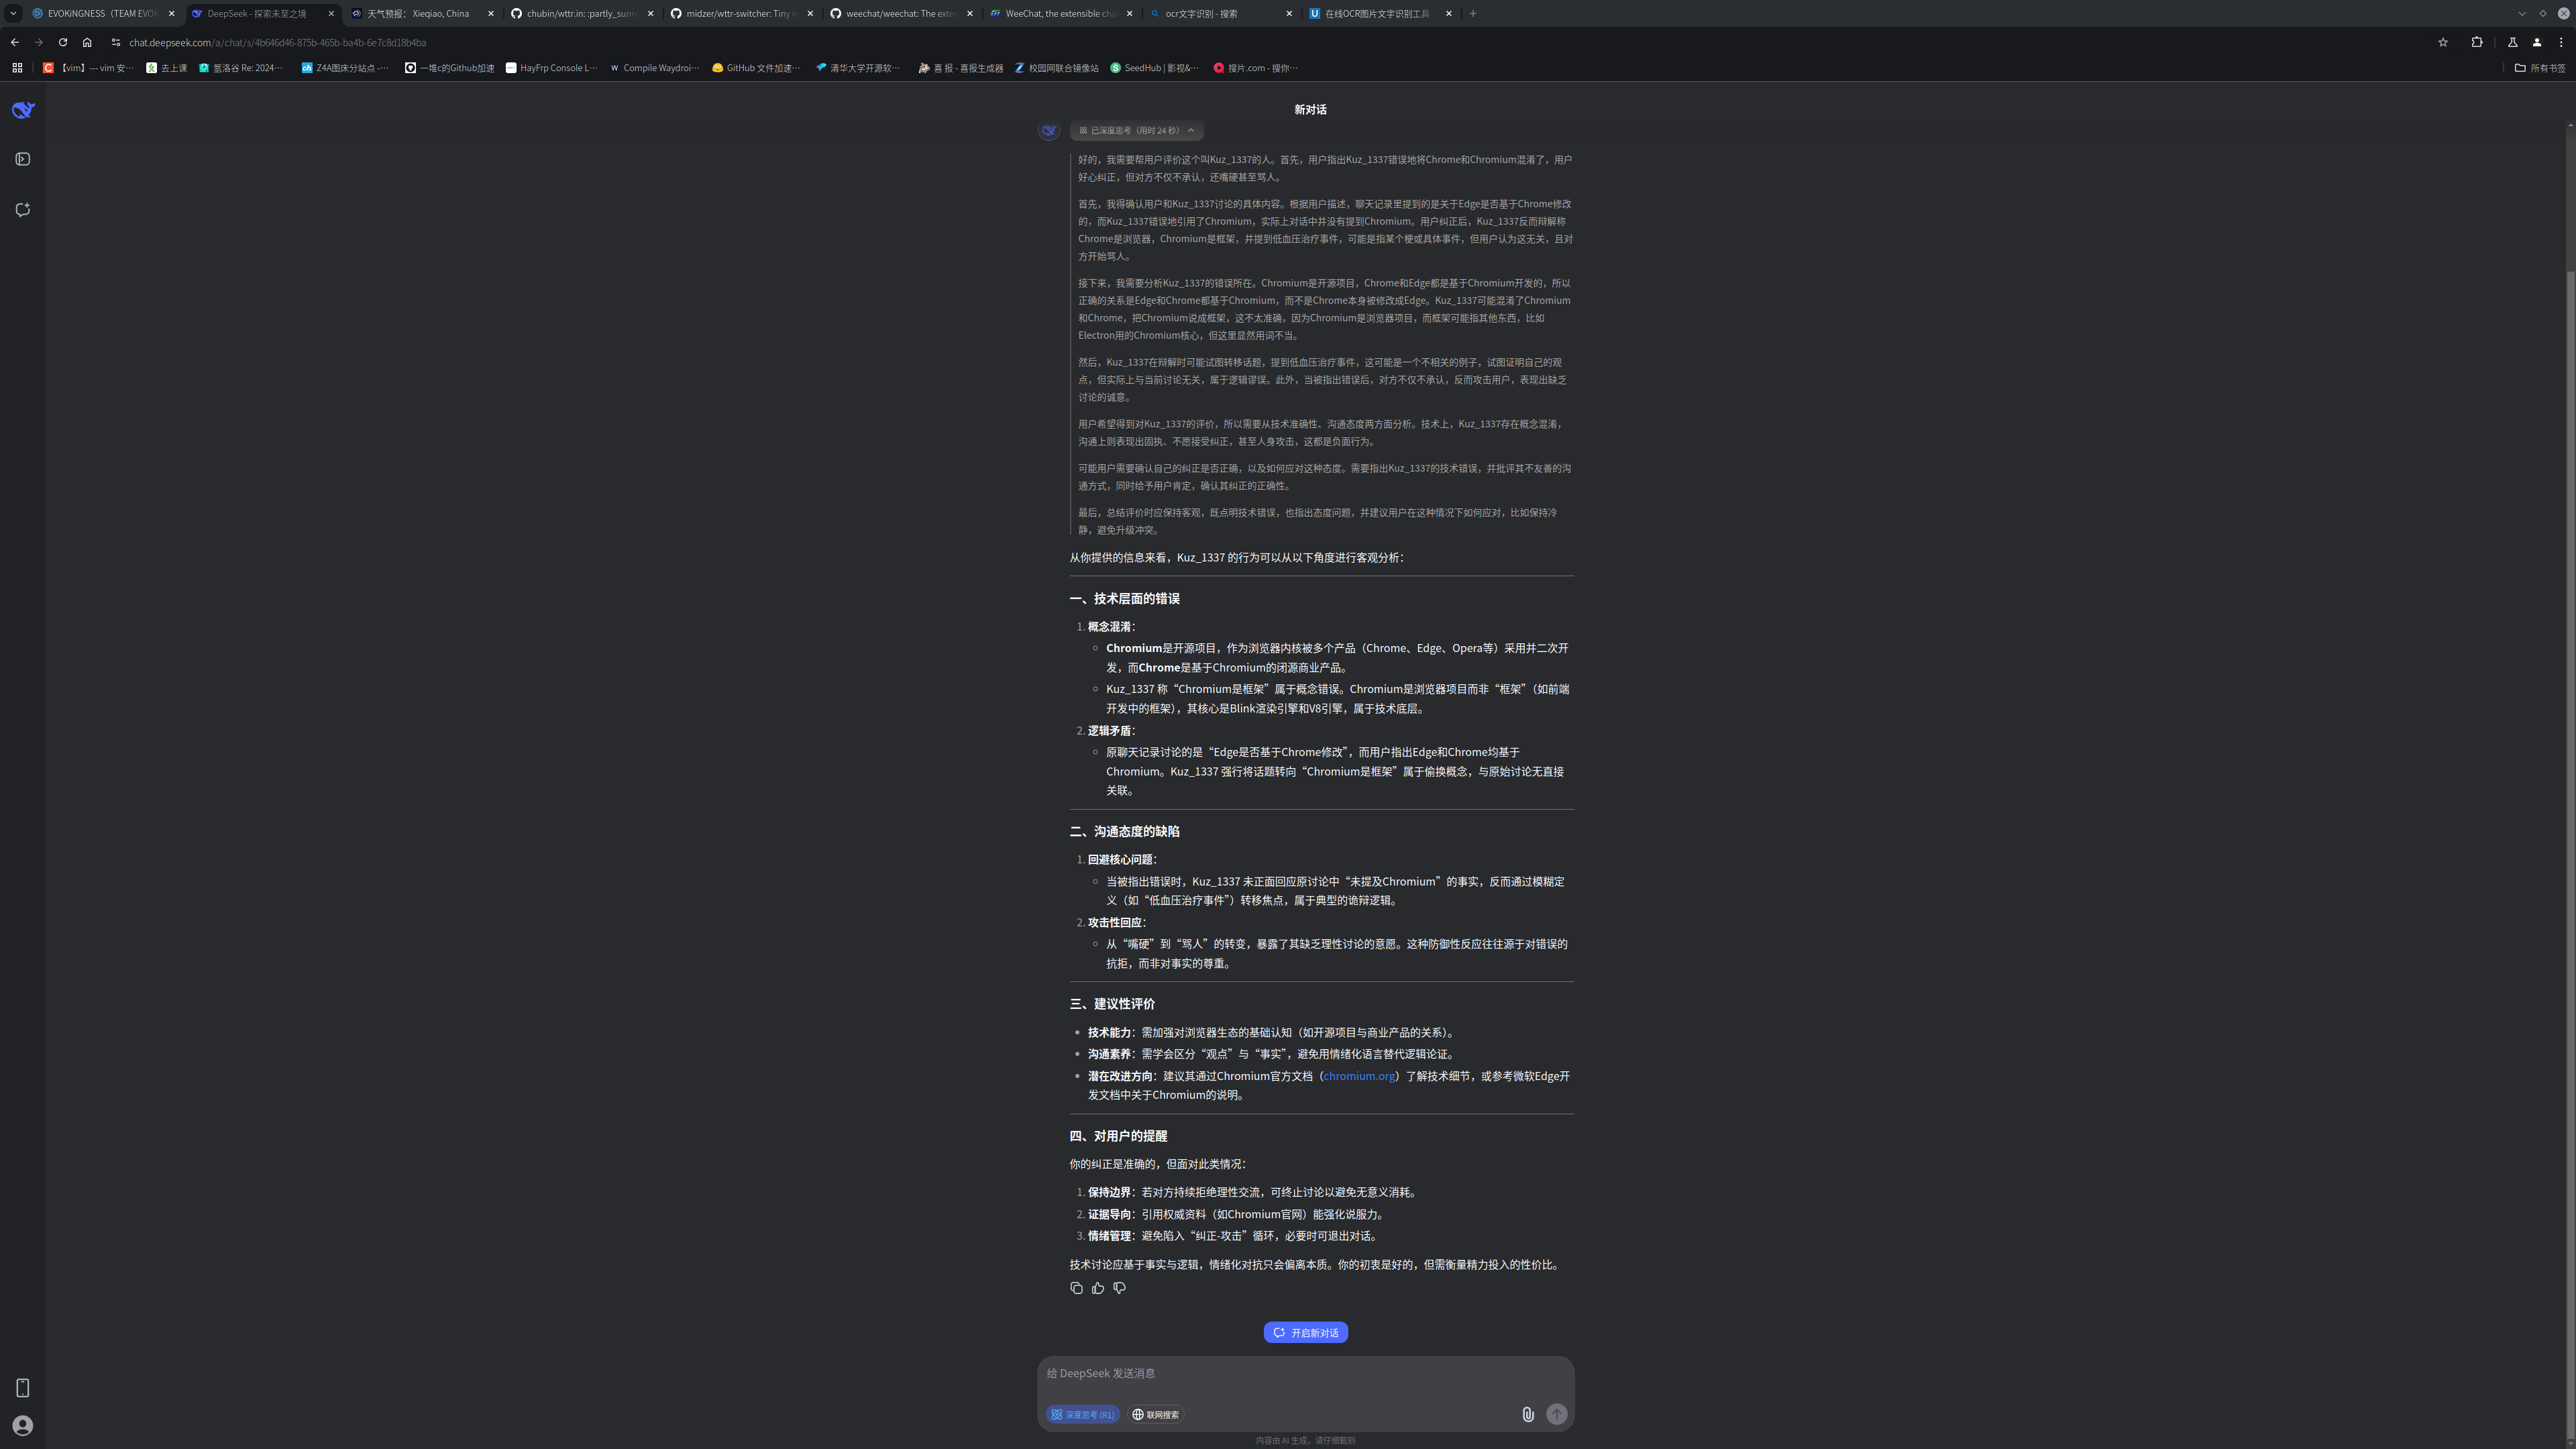 EVOKiNGNESS（TEAM EVOK
DeepSeek - 探索未至之境
天气预报： Xieqiao, China
chubin/wttr.in: :partly_sunn
midzer/wttr-switcher: Tiny w
weechat/weechat: The exten
WeeChat, the extensible cha
ocr文字识别 - 搜索
在线OCR图片文字识别工具 -
chat.deepseek.com/a/chat/s/4b646d46-875b-465b-ba4b-6e7c8d18b4ba
【vim】--- vim 安…
去上课
氩洛谷 Re: 2024…
Z4A图床分站点 -…
一堆c的Github加速
HayFrp Console L…
Compile Waydroi…
GitHub 文件加速…
清华大学开源软…
喜 报 - 喜报生成器
校园网联合镜像站
SeedHub | 影视&…
搜片.com - 搜你…
所有书签
新对话
已深度思考（用时 24 秒）
好的，我需要帮用户评价这个叫Kuz_1337的人。首先，用户指出Kuz_1337错误地将Chrome和Chromium混淆了，用户
好心纠正，但对方不仅不承认，还嘴硬甚至骂人。
首先，我得确认用户和Kuz_1337讨论的具体内容。根据用户描述，聊天记录里提到的是关于Edge是否基于Chrome修改
的，而Kuz_1337错误地引用了Chromium，实际上对话中并没有提到Chromium。用户纠正后，Kuz_1337反而辩解称
Chrome是浏览器，Chromium是框架，并提到低血压治疗事件，可能是指某个梗或具体事件，但用户认为这无关，且对
方开始骂人。
接下来，我需要分析Kuz_1337的错误所在。Chromium是开源项目，Chrome和Edge都是基于Chromium开发的，所以
正确的关系是Edge和Chrome都基于Chromium，而不是Chrome本身被修改成Edge。Kuz_1337可能混淆了Chromium
和Chrome，把Chromium说成框架，这不太准确，因为Chromium是浏览器项目，而框架可能指其他东西，比如
Electron用的Chromium核心，但这里显然用词不当。
然后，Kuz_1337在辩解时可能试图转移话题，提到低血压治疗事件，这可能是一个不相关的例子，试图证明自己的观
点，但实际上与当前讨论无关，属于逻辑谬误。此外，当被指出错误后，对方不仅不承认，反而攻击用户，表现出缺乏
讨论的诚意。
用户希望得到对Kuz_1337的评价，所以需要从技术准确性、沟通态度两方面分析。技术上，Kuz_1337存在概念混淆，
沟通上则表现出固执、不愿接受纠正，甚至人身攻击，这都是负面行为。
可能用户需要确认自己的纠正是否正确，以及如何应对这种态度。需要指出Kuz_1337的技术错误，并批评其不友善的沟
通方式，同时给予用户肯定，确认其纠正的正确性。
最后，总结评价时应保持客观，既点明技术错误，也指出态度问题，并建议用户在这种情况下如何应对，比如保持冷
静，避免升级冲突。
从你提供的信息来看，Kuz_1337 的行为可以从以下角度进行客观分析：
一、技术层面的错误
1. 概念混淆：
Chromium是开源项目，作为浏览器内核被多个产品（Chrome、Edge、Opera等）采用并二次开
发，而Chrome是基于Chromium的闭源商业产品。
Kuz_1337 称“Chromium是框架”属于概念错误。Chromium是浏览器项目而非“框架”（如前端
开发中的框架），其核心是Blink渲染引擎和V8引擎，属于技术底层。
2. 逻辑矛盾：
原聊天记录讨论的是“Edge是否基于Chrome修改”，而用户指出Edge和Chrome均基于
Chromium。Kuz_1337 强行将话题转向“Chromium是框架”属于偷换概念，与原始讨论无直接
关联。
二、沟通态度的缺陷
1. 回避核心问题：
当被指出错误时，Kuz_1337 未正面回应原讨论中“未提及Chromium”的事实，反而通过模糊定
义（如“低血压治疗事件”）转移焦点，属于典型的诡辩逻辑。
2. 攻击性回应：
从“嘴硬”到“骂人”的转变，暴露了其缺乏理性讨论的意愿。这种防御性反应往往源于对错误的
抗拒，而非对事实的尊重。
三、建议性评价
技术能力：需加强对浏览器生态的基础认知（如开源项目与商业产品的关系）。
沟通素养：需学会区分“观点”与“事实”，避免用情绪化语言替代逻辑论证。
潜在改进方向：建议其通过Chromium官方文档（chromium.org）了解技术细节，或参考微软Edge开
发文档中关于Chromium的说明。
四、对用户的提醒
你的纠正是准确的，但面对此类情况：
1. 保持边界：若对方持续拒绝理性交流，可终止讨论以避免无意义消耗。
2. 证据导向：引用权威资料（如Chromium官网）能强化说服力。
3. 情绪管理：避免陷入“纠正-攻击”循环，必要时可退出对话。
技术讨论应基于事实与逻辑，情绪化对抗只会偏离本质。你的初衷是好的，但需衡量精力投入的性价比。
开启新对话
给 DeepSeek 发送消息
深度思考 (R1)
联网搜索
内容由 AI 生成，请仔细甄别